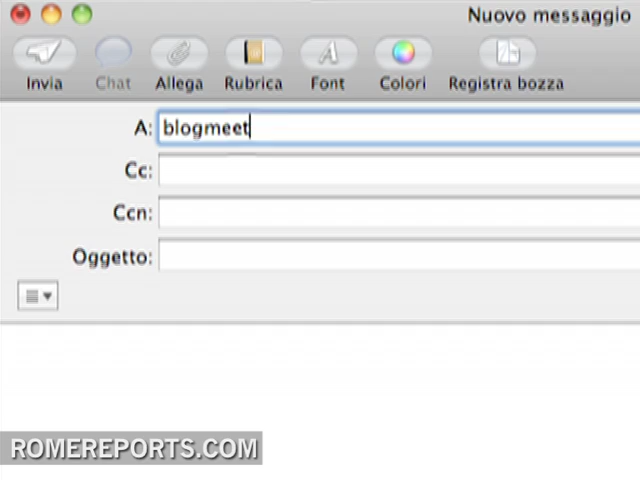 Nuovo messaggio
Invia Chat Allega Rubrica Font Colori Registra bozza
A: blogmeet
Cc:
Ccn:
Oggetto:
ROMEREPORTS.COM